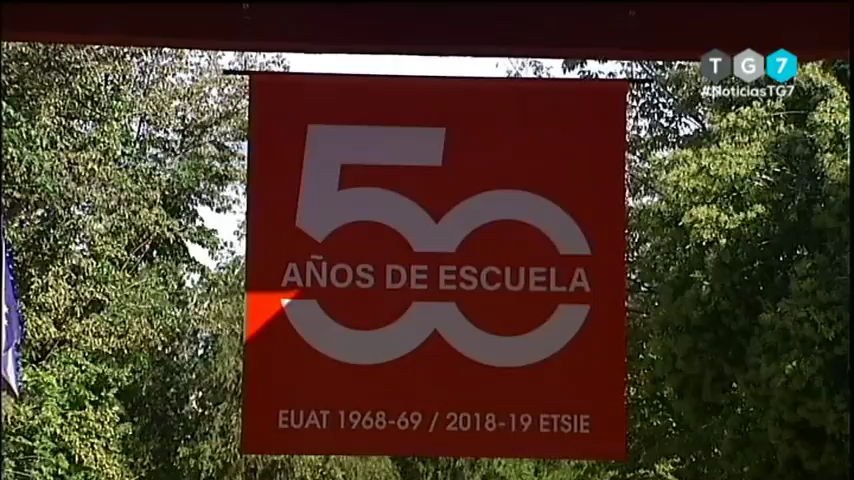 TG7
#NoticiasTG7
50
AÑOS DE ESCUELA
EUAT 1968-69 / 2018-19 ETSIE